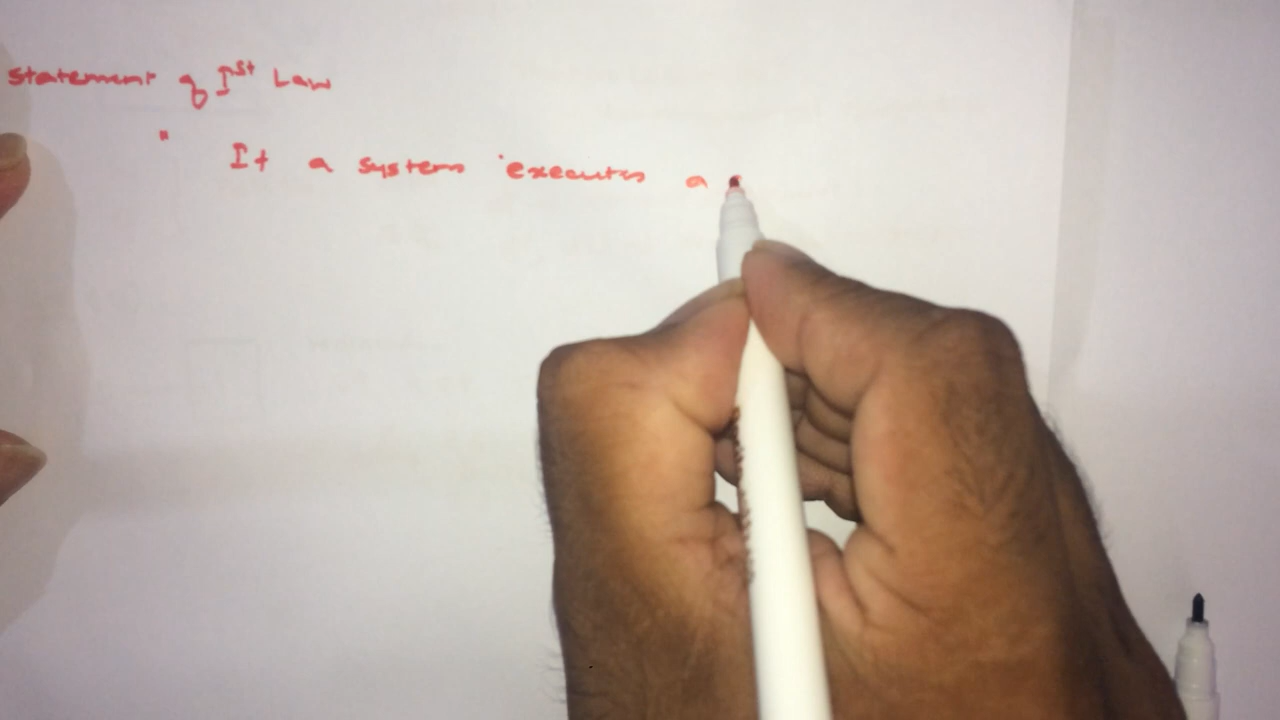 Statement of Ist Law
" If a system executes a